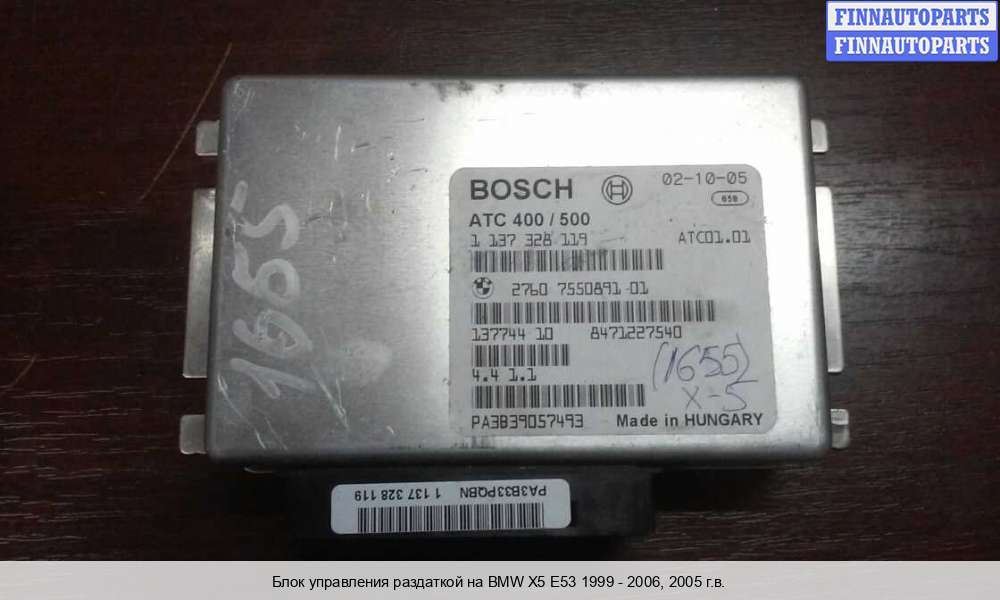 FINNAUTOPARTS
FINNAUTOPARTS
1655
BOSCH 02-10-05
658
ATC 400 / 500
1 137 328 119 ATC01.01
2760 7550891 01
137744 10 8471227540
(1655)
4.4 1.1
X-5
PA3B39057493 Made in HUNGARY
PA3B33PQBN 1 137 328 119
Блок управления раздаткой на BMW X5 E53 1999 - 2006, 2005 г.в.